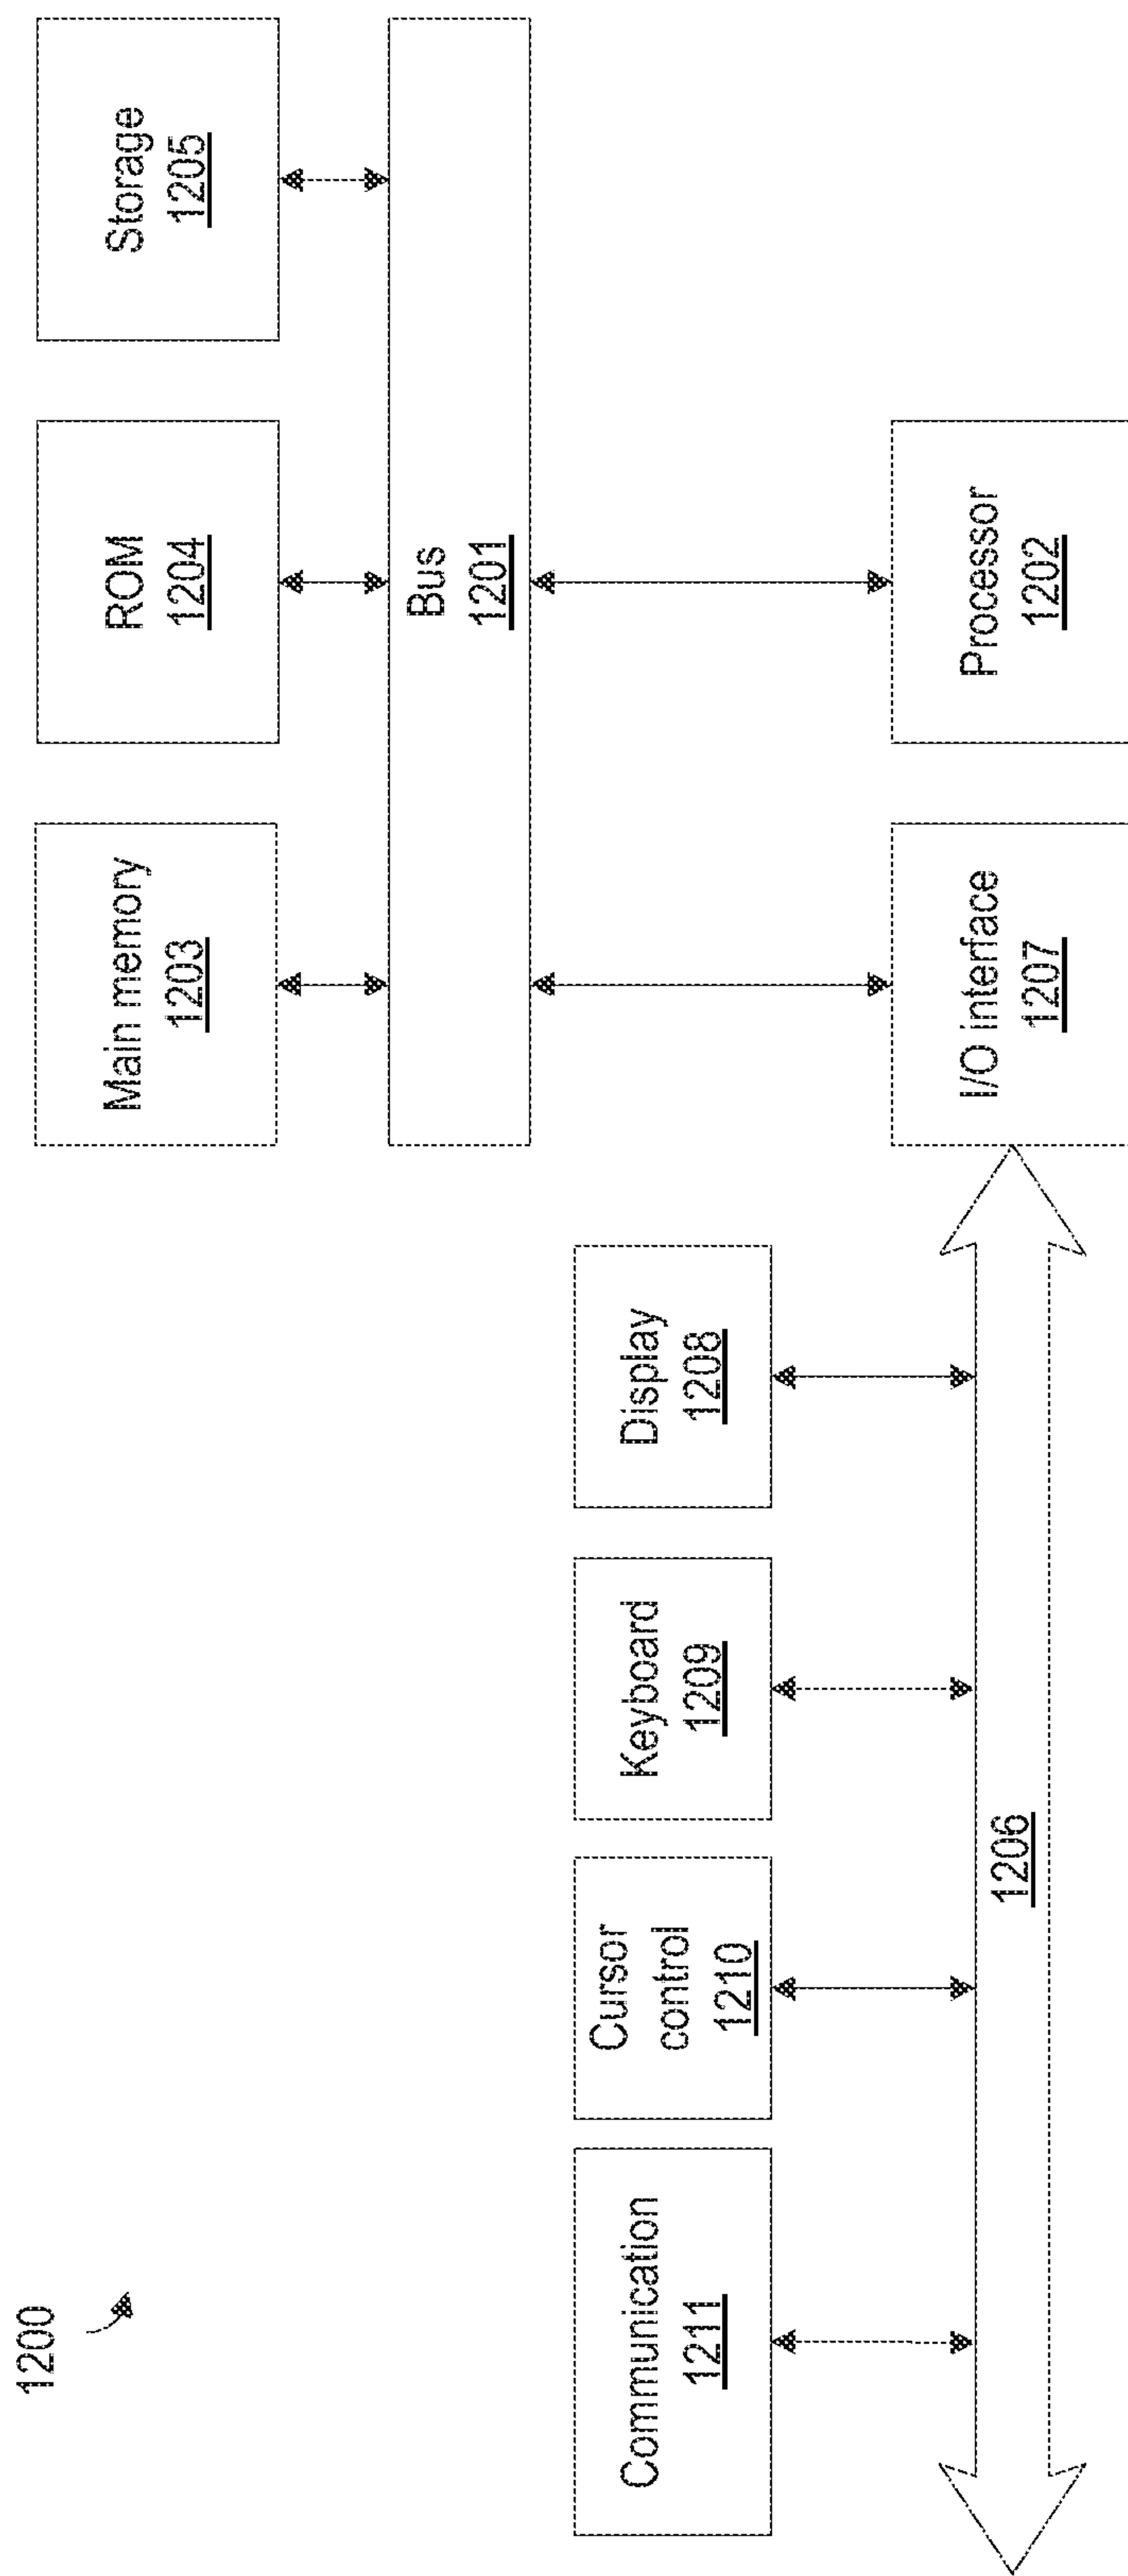 1200
Main memory
1203
ROM
1204
Storage
1205
Bus
1201
Communication
1211
Cursor
control
1210
Keyboard
1209
Display
1208
I/O interface
1207
Processor
1202
1206